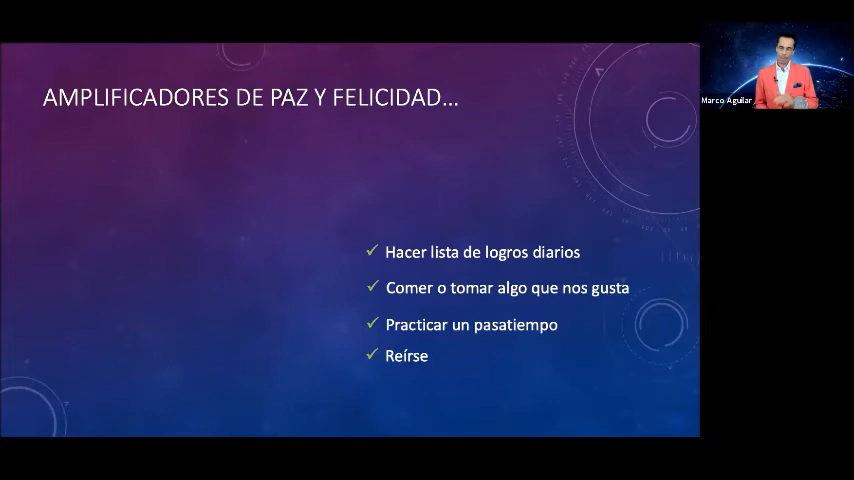 AMPLIFICADORES DE PAZ Y FELICIDAD...
Marco Aguilar
✓ Hacer lista de logros diarios
✓ Comer o tomar algo que nos gusta
✓ Practicar un pasatiempo
✓ Reírse